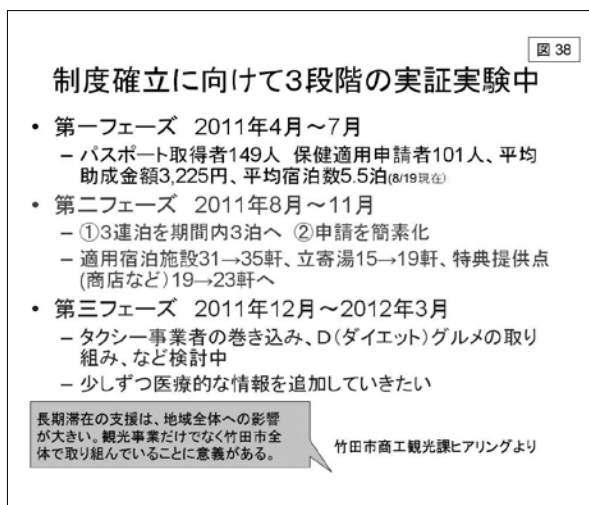 図 38
制度確立に向けて3段階の実証実験中
• 第一フェーズ 2011年4月～7月
– パスポート取得者149人 保健適用申請者101人、平均
助成金額3,225円、平均宿泊数5.5泊(8/19現在)
• 第二フェーズ 2011年8月～11月
– ①3連泊を期間内3泊へ ②申請を簡素化
– 適用宿泊施設31→35軒、立寄湯15→19軒、特典提供点
(商店など)19→23軒へ
• 第三フェーズ 2011年12月～2012年3月
– タクシー事業者の巻き込み、D(ダイエット)グルメの取り
組み、など検討中
– 少しずつ医療的な情報を追加していきたい
長期滞在の支援は、地域全体への影響
が大きい。観光事業だけでなく竹田市全
体で取り組んでいることに意義がある。
竹田市商工観光課ヒアリングより